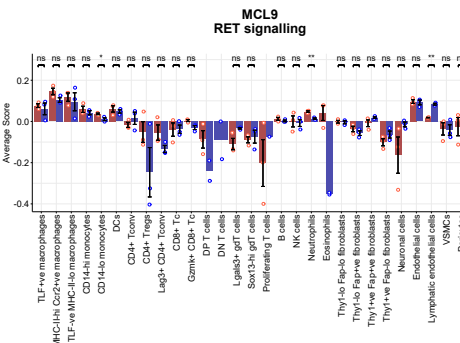 MCL9
RET signalling
ns ns ns ns * ns ns ns ns ns ns ns ns ns ns ns ** ns ns ns ns ns ns ns ** ns ns
Average Score
0.2
0.0
-0.2
-0.4
TLF+ve macrophages
MHC-II-hi Ccr2+ve macrophages
TLF-ve MHC-II-lo macrophages
CD14-hi monocytes
CD14-lo monocytes
DCs
CD4+ Tconv
CD4+ Tregs
Lag3+ CD4+ Tconv
CD8+ Tc
Gzmk+ CD8+ Tc
DP T cells
DN T cells
Lgals3+ gdT cells
Sox13-hi gdT cells
Proliferating T cells
B cells
NK cells
Neutrophils
Eosinophils
Thy1-lo Fap-lo fibroblasts
Thy1-lo Fap+ve fibroblasts
Thy1+ve Fap+ve fibroblasts
Thy1+ve Fap-lo fibroblasts
Neuronal cells
Endothelial cells
Lymphatic endothelial cells
VSMCs